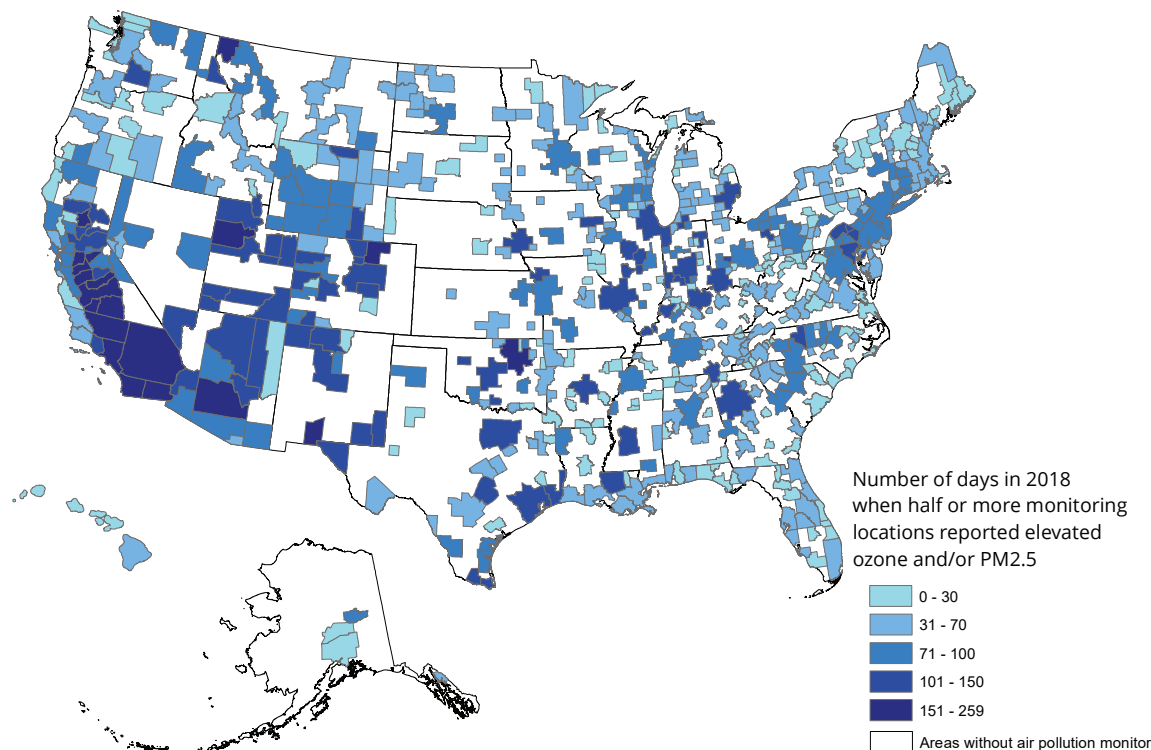 Number of days in 2018
when half or more monitoring
locations reported elevated
ozone and/or PM2.5
0 - 30
31 - 70
71 - 100
101 - 150
151 - 259
Areas without air pollution monitor